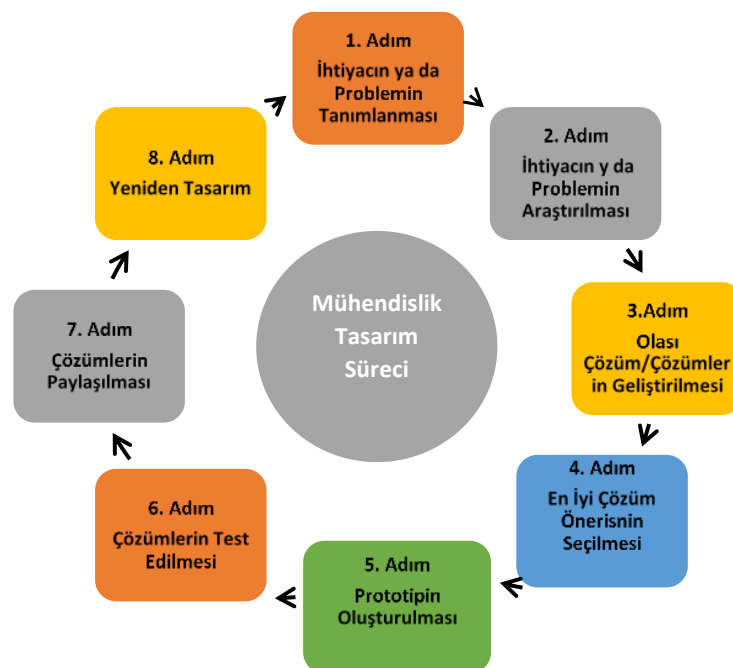 1. Adım
İhtiyacın ya da
Problemin
Tanımlanması
2. Adım
İhtiyacın y da
Problemin
Araştırılması
3.Adım
Olası
Çözüm/Çözümler
in Geliştirilmesi
4. Adım
En İyi Çözüm
Önerisnin
Seçilmesi
5. Adım
Prototipin
Oluşturulması
6. Adım
Çözümlerin Test
Edilmesi
7. Adım
Çözümlerin
Paylaşılması
8. Adım
Yeniden Tasarım
Mühendislik
Tasarım
Süreci